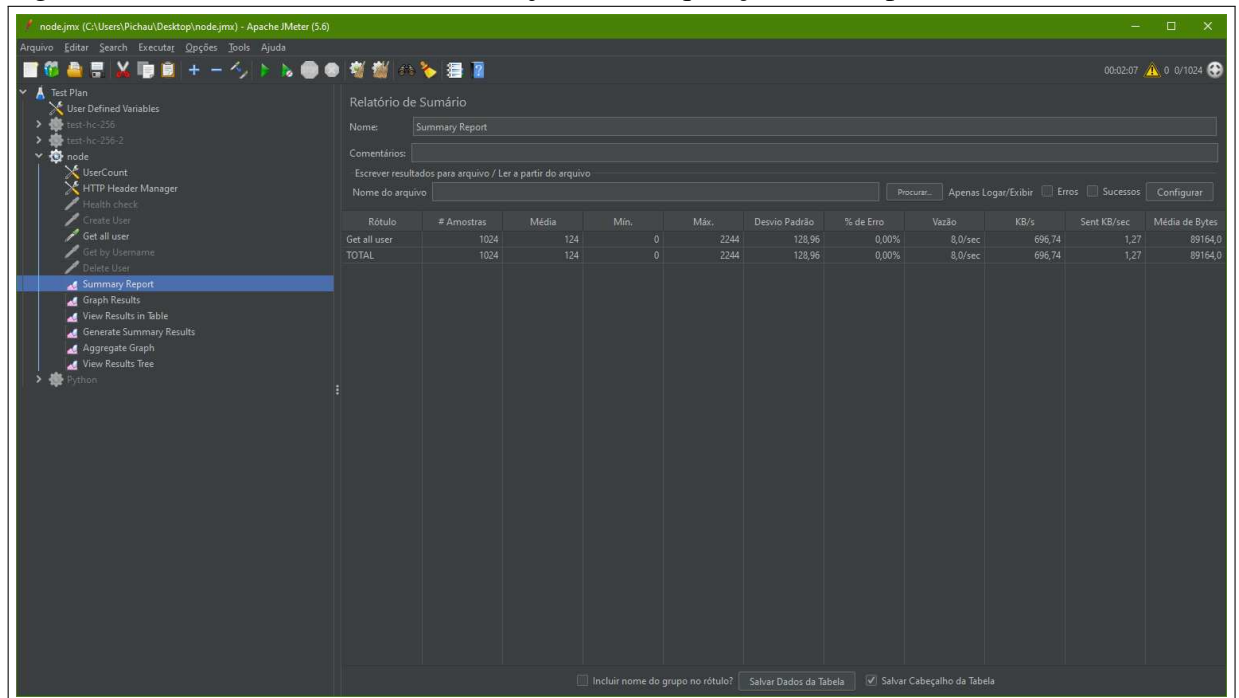 node.jmx (C:\Users\Pichau\Desktop\node.jmx) - Apache JMeter (5.6)
Arquivo Editar Search Executar Opções Tools Ajuda
00:02:07 0 0/1024
Test Plan
User Defined Variables
test-hc-256
test-hc-256-2
node
UserCount
HTTP Header Manager
Health check
Create User
Get all user
Get by Username
Delete User
Summary Report
Graph Results
View Results in Table
Generate Summary Results
Aggregate Graph
View Results Tree
Python
Relatório de Sumário
Nome: Summary Report
Comentários:
Escrever resultados para arquivo / Ler a partir do arquivo
Nome do arquivo Procurar... Apenas Logar/Exibir Erros Sucessos Configurar
Rótulo # Amostras Média Mín. Máx. Desvio Padrão % de Erro Vazão KB/s Sent KB/sec Média de Bytes
Get all user 1024 124 0 2244 128,96 0,00% 8,0/sec 696,74 1,27 89164,0
TOTAL 1024 124 0 2244 128,96 0,00% 8,0/sec 696,74 1,27 89164,0
Incluir nome do grupo no rótulo? Salvar Dados da Tabela Salvar Cabeçalho da Tabela